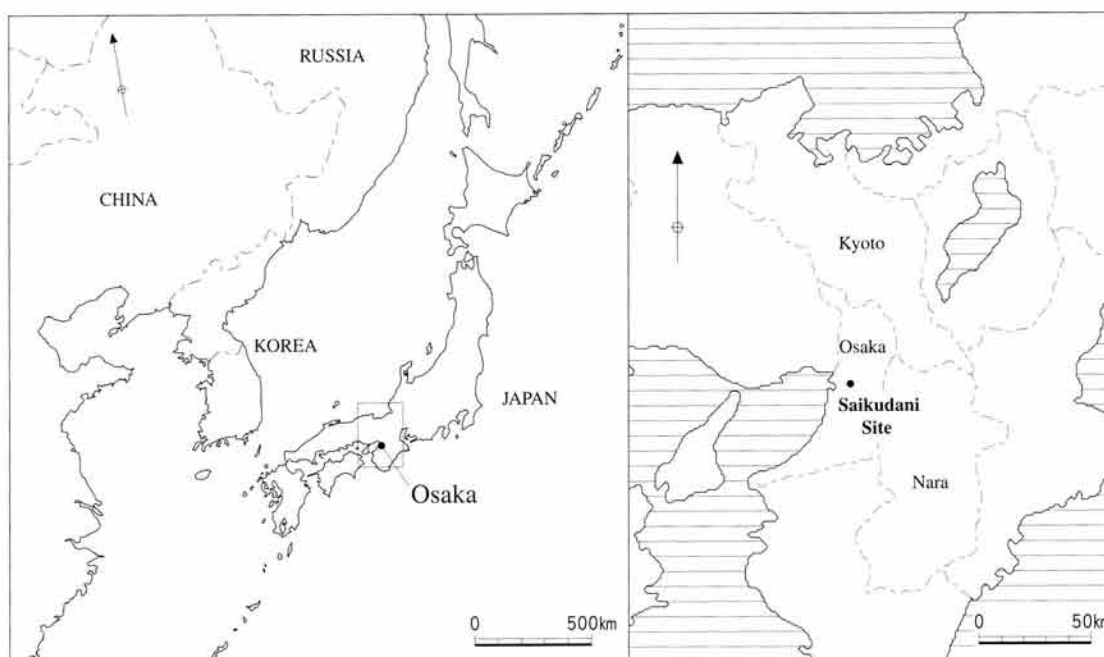 RUSSIA
CHINA
KOREA
JAPAN
Osaka
0 500km
Kyoto
Osaka
Saikudani
Site
Nara
0 50km